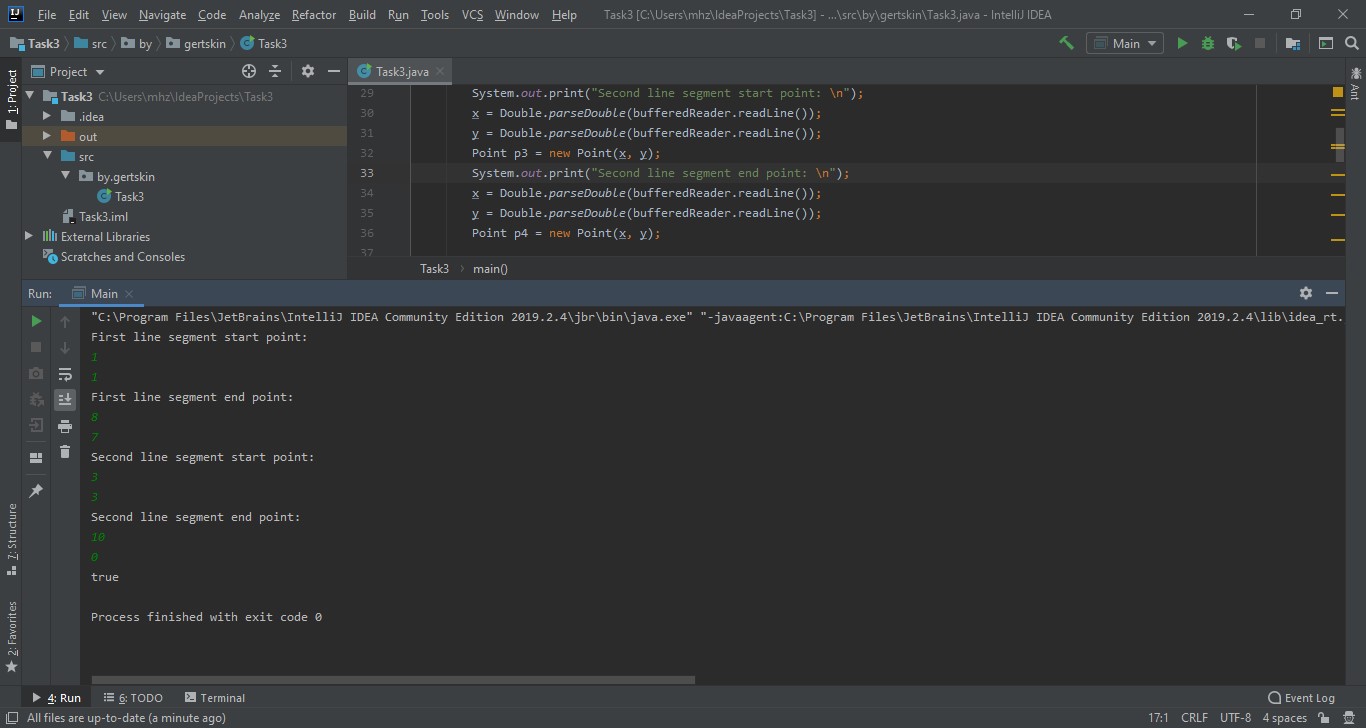 File Edit View Navigate Code Analyze Refactor Build Run Tools VCS Window Help Task3 [C:\Users\mhz\IdeaProjects\Task3] - ...\src\by\gertskin\Task3.java - IntelliJ IDEA
Task3 src by gertskin Task3 Main
1: Project
Project
Task3 C:\Users\mhz\IdeaProjects\Task3
.idea
out
src
by.gertskin
Task3
Task3.iml
External Libraries
Scratches and Consoles
Task3.java
29 System.out.print("Second line segment start point: \n");
30 x = Double.parseDouble(bufferedReader.readLine());
31 y = Double.parseDouble(bufferedReader.readLine());
32 Point p3 = new Point(x, y);
33 System.out.print("Second line segment end point: \n");
34 x = Double.parseDouble(bufferedReader.readLine());
35 y = Double.parseDouble(bufferedReader.readLine());
36 Point p4 = new Point(x, y);
37
Task3 main()
Ant
Run: Main
"C:\Program Files\JetBrains\IntelliJ IDEA Community Edition 2019.2.4\jbr\bin\java.exe" "-javaagent:C:\Program Files\JetBrains\IntelliJ IDEA Community Edition 2019.2.4\lib\idea_rt.
First line segment start point:
1
1
First line segment end point:
8
7
Second line segment start point:
3
3
Second line segment end point:
10
0
true
Process finished with exit code 0
7: Structure
2: Favorites
4: Run 6: TODO Terminal Event Log
All files are up-to-date (a minute ago) 17:1 CRLF UTF-8 4 spaces